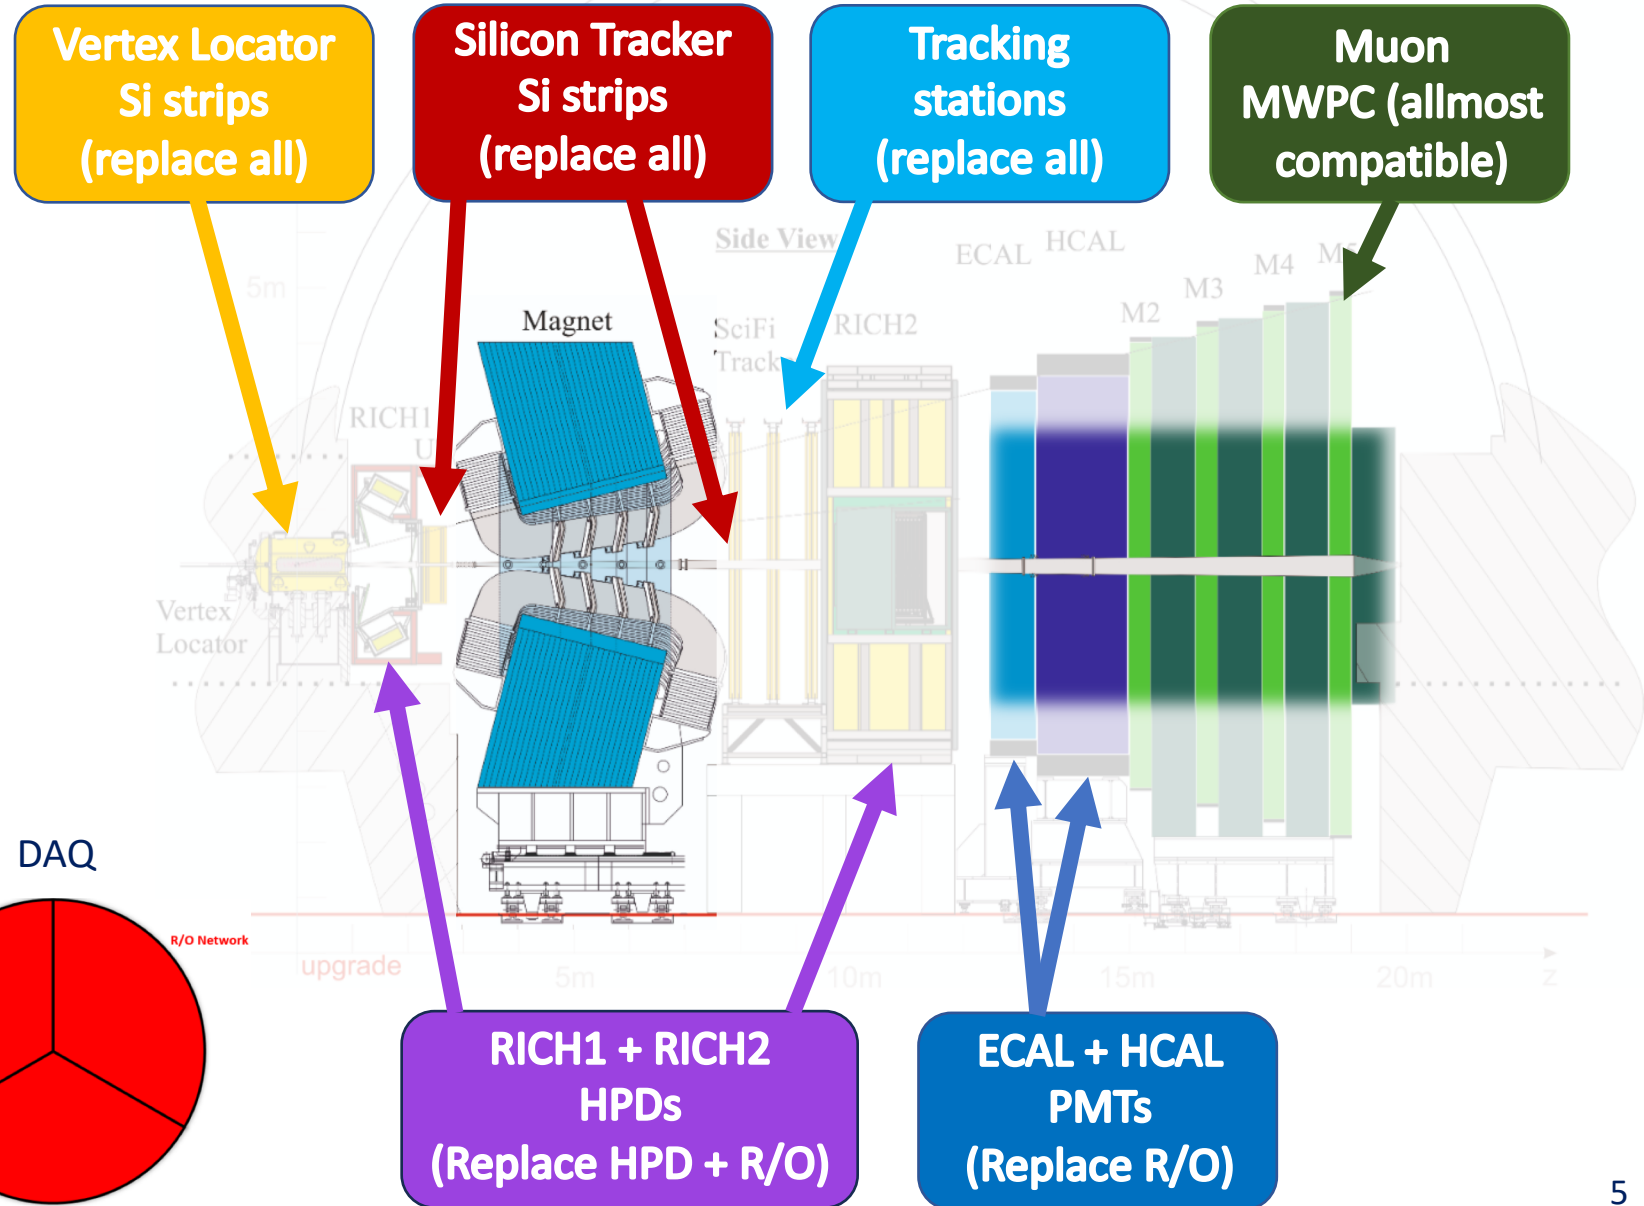 Vertex Locator
Si strips
(replace all)
Silicon Tracker
Si strips
(replace all)
Tracking
stations
(replace all)
Muon
MWPC (allmost
compatible)
Side View
ECAL
HCAL
M2
M3
M4
M5
5m
Magnet
SciFi
RICH2
RICH1
Vertex
Locator
DAQ
R/O Network
upgrade
5m
10m
15m
20m
z
RICH1 + RICH2
HPDs
(Replace HPD + R/O)
ECAL + HCAL
PMTs
(Replace R/O)
5